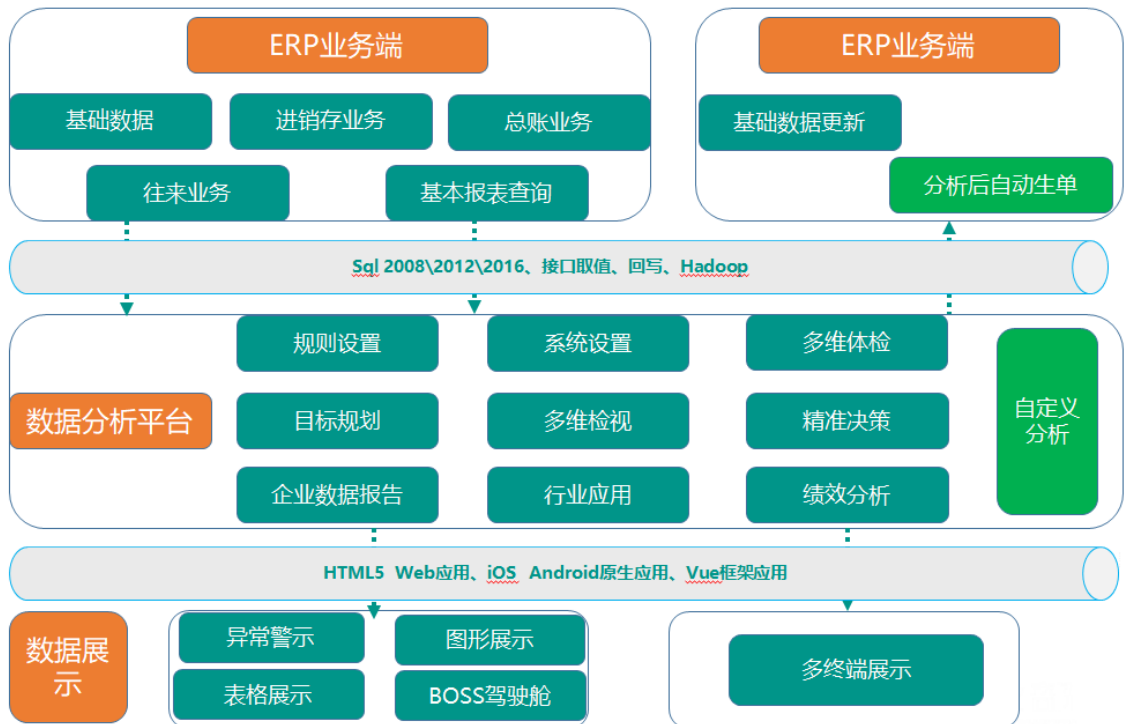 ERP业务端
ERP业务端
基础数据
进销存业务
总账业务
基础数据更新
往来业务
基本报表查询
分析后自动生单
Sql 2008\2012\2016、接口取值、回写、Hadoop
规则设置
系统设置
多维体检
数据分析平台
目标规划
多维检视
精准决策
自定义
分析
企业数据报告
行业应用
绩效分析
HTML5 Web应用、iOS Android原生应用、Vue框架应用
数据展
示
异常警示
图形展示
表格展示
BOSS驾驶舱
多终端展示